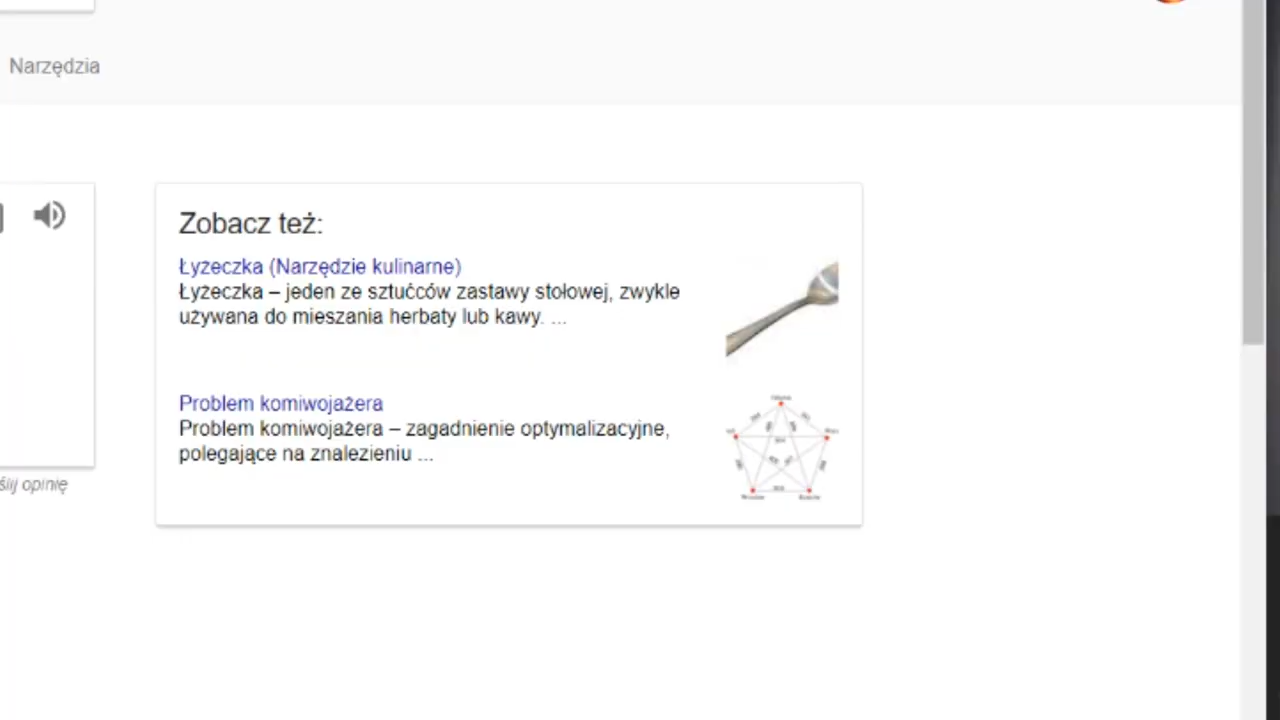 Narzędzia
Zobacz też:
Łyżeczka (Narzędzie kulinarne)
Łyżeczka – jeden ze sztućców zastawy stołowej, zwykle
używana do mieszania herbaty lub kawy. ...
Problem komiwojażera
Problem komiwojażera – zagadnienie optymalizacyjne,
polegające na znalezieniu ...
ślij opinię